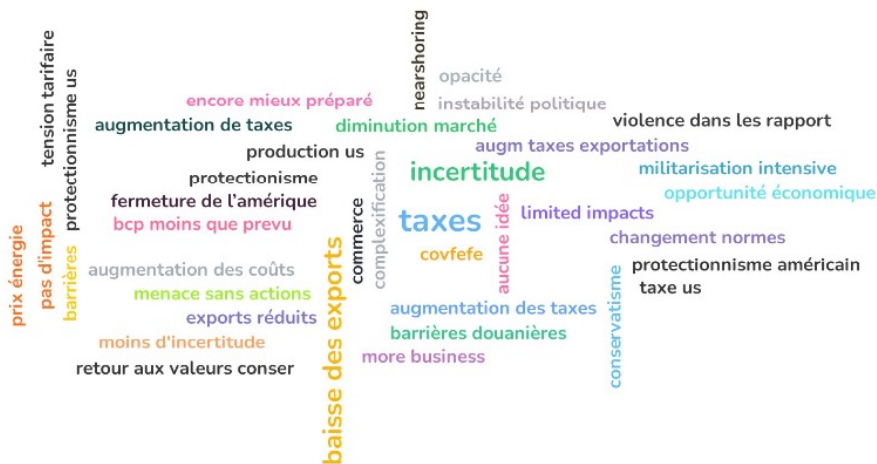 nearshoring
tension tarifaire
opacité
protectionnisme us
encore mieux préparé
instabilité politique
violence dans les rapport
augmentation de taxes
diminution marché
augm taxes exportations
production us
complexification
incertitude
militarisation intensive
protectionisme
opportunité économique
fermeture de l'amérique
commerce
aucune idée
limited impacts
pas d'impact
bcp moins que prevu
taxes
changement normes
prix énergie
barrières
baisse des exports
covfefe
protectionnisme américain
augmentation des coûts
conservatisme
taxe us
menace sans actions
augmentation des taxes
exports réduits
barrières douanières
moins d'incertitude
more business
retour aux valeurs conser